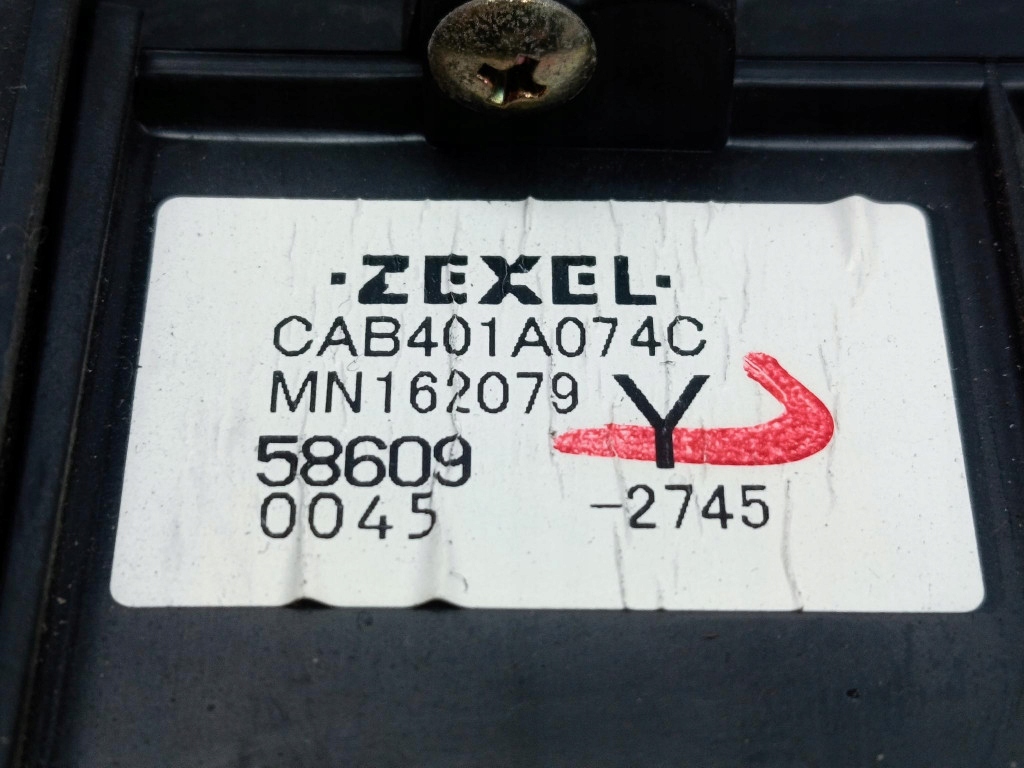 ·ZEXEL·
CAB401A074C
MN162079 Y
58609
0045 -2745